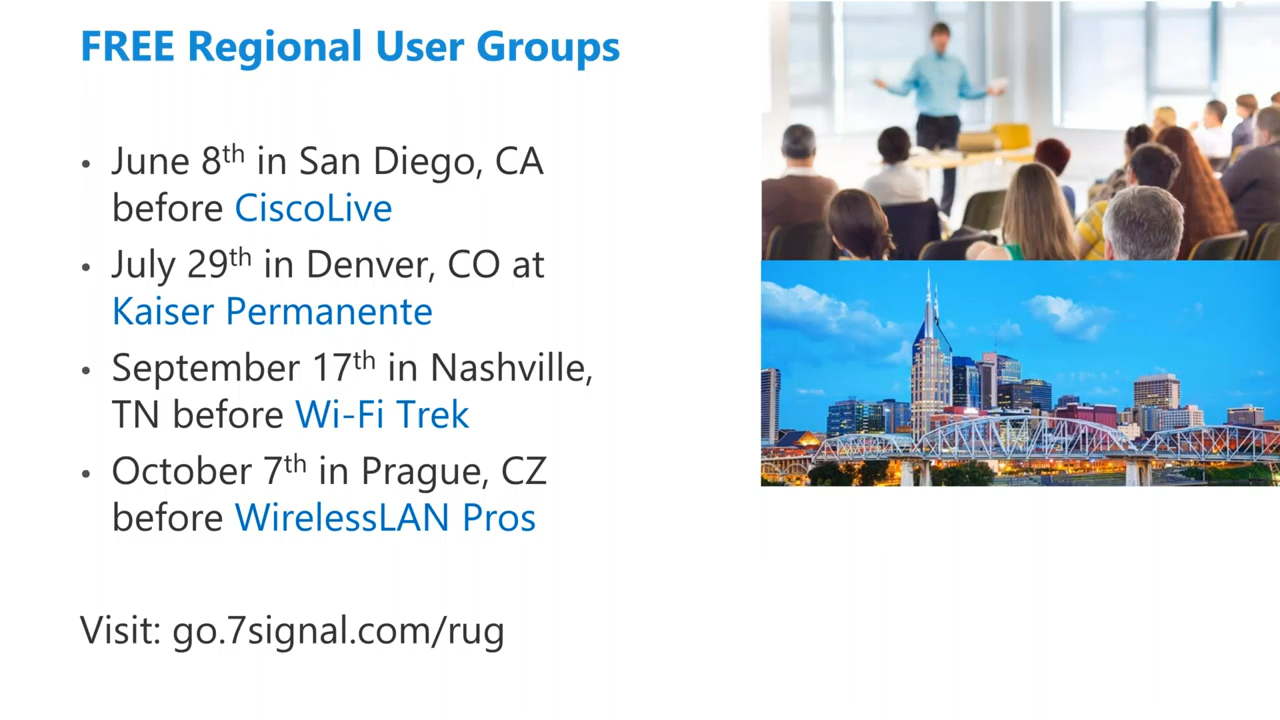 FREE Regional User Groups
• June 8th in San Diego, CA
before CiscoLive
• July 29th in Denver, CO at
Kaiser Permanente
• September 17th in Nashville,
TN before Wi-Fi Trek
• October 7th in Prague, CZ
before WirelessLAN Pros
Visit: go.7signal.com/rug